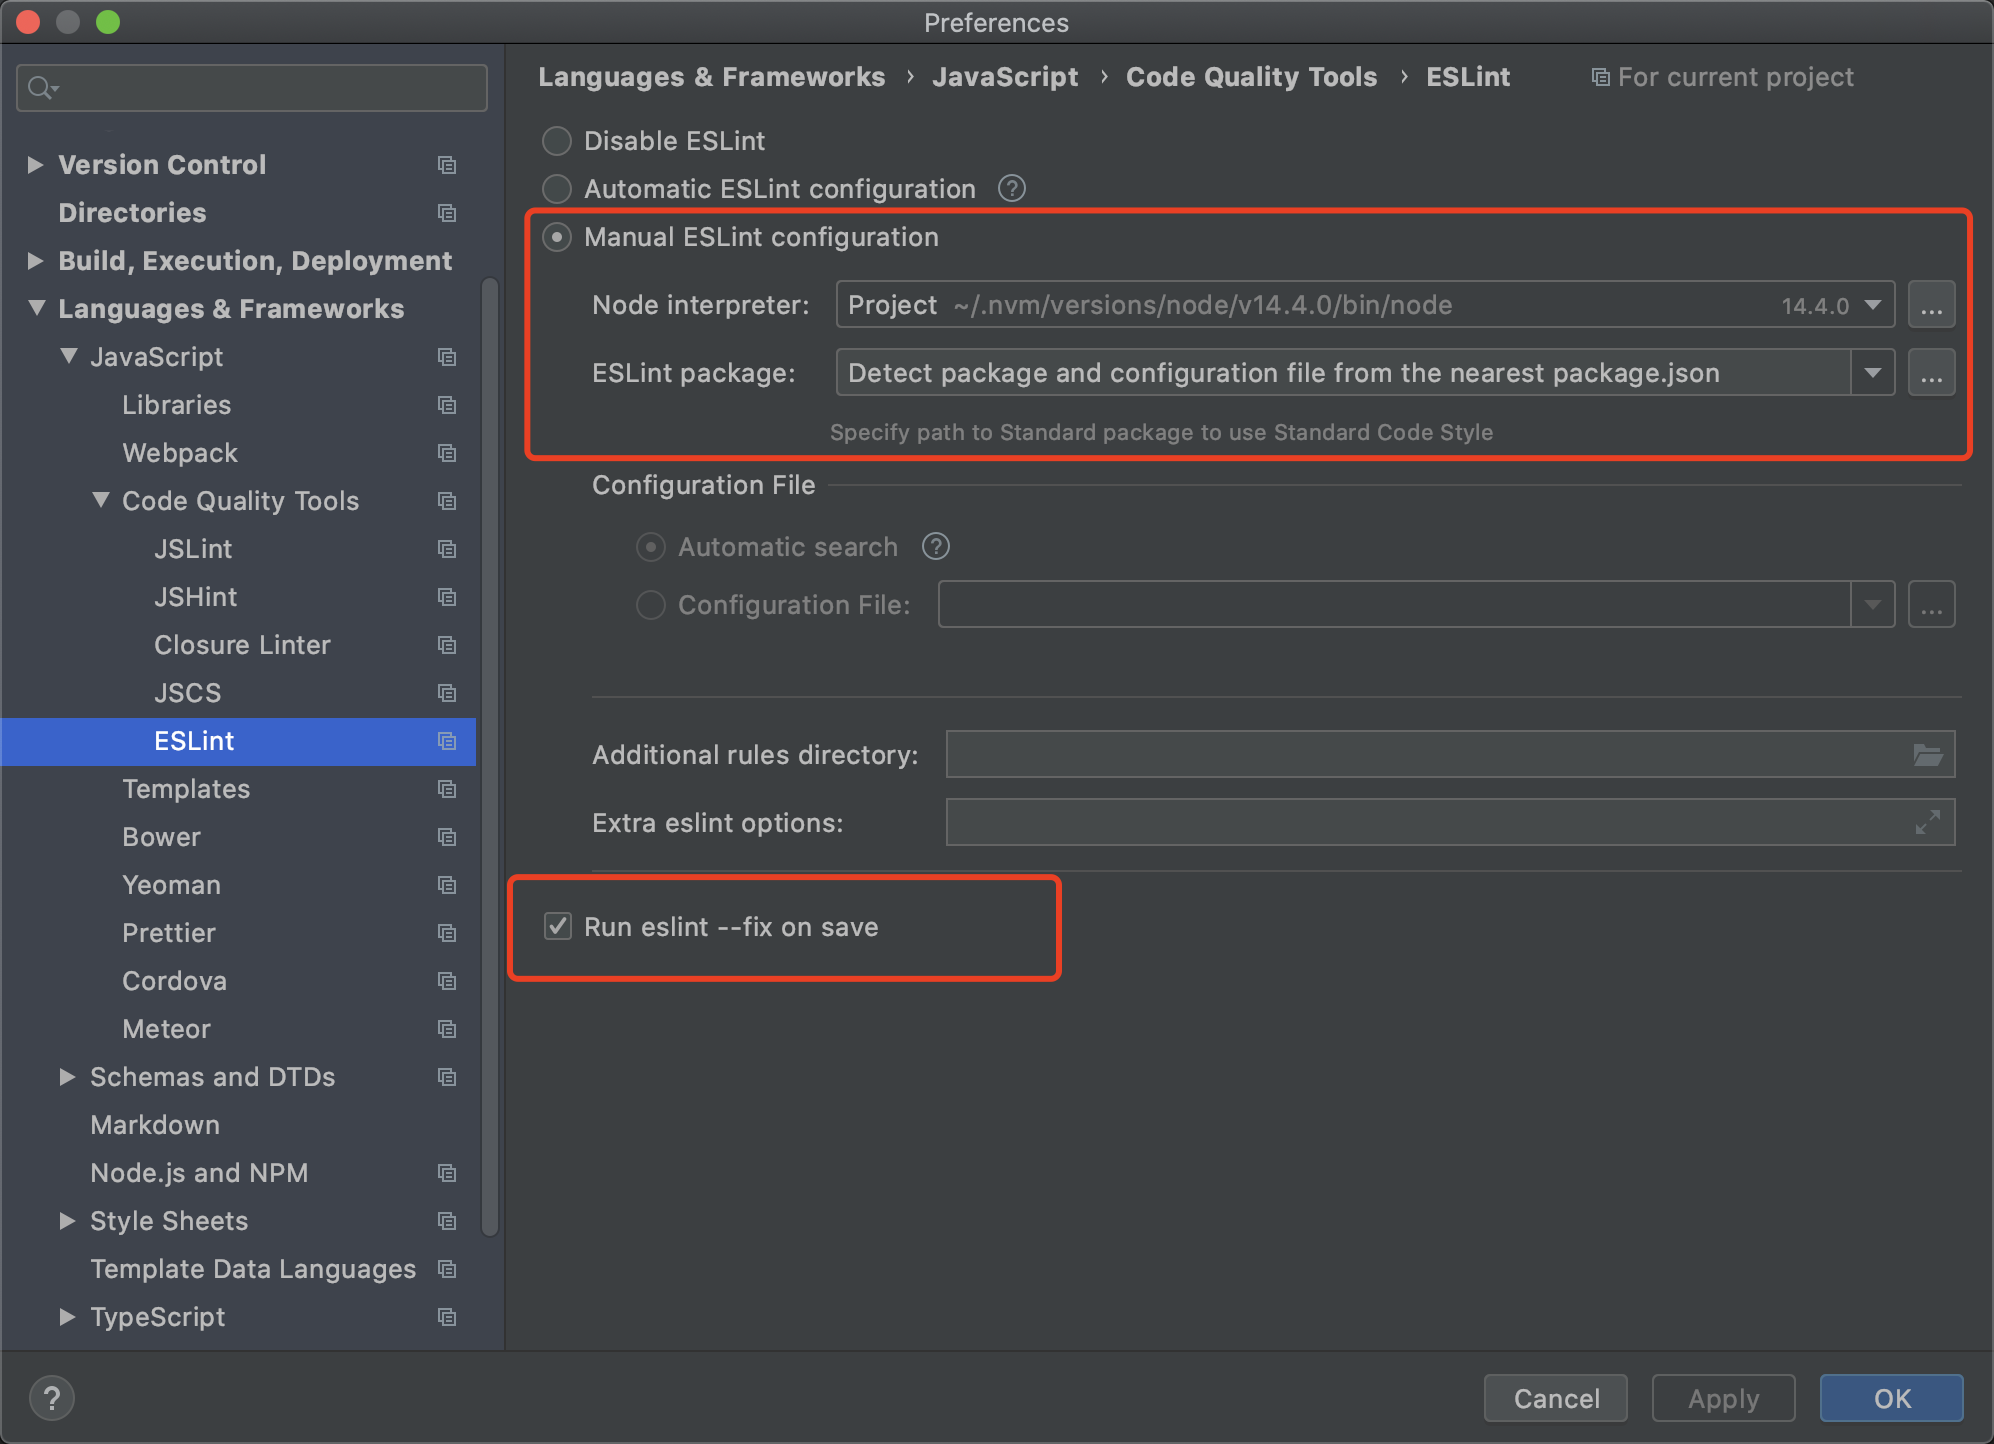 Preferences
Languages & Frameworks › JavaScript › Code Quality Tools › ESLint For current project
Version Control
Directories
Build, Execution, Deployment
Languages & Frameworks
JavaScript
Libraries
Webpack
Code Quality Tools
JSLint
JSHint
Closure Linter
JSCS
ESLint
Templates
Bower
Yeoman
Prettier
Cordova
Meteor
Schemas and DTDs
Markdown
Node.js and NPM
Style Sheets
Template Data Languages
TypeScript
Disable ESLint
Automatic ESLint configuration ?
Manual ESLint configuration
Node interpreter: Project ~/.nvm/versions/node/v14.4.0/bin/node 14.4.0 ...
ESLint package: Detect package and configuration file from the nearest package.json ...
Specify path to Standard package to use Standard Code Style
Configuration File
Automatic search ?
Configuration File: ...
Additional rules directory:
Extra eslint options:
Run eslint --fix on save
? Cancel Apply OK